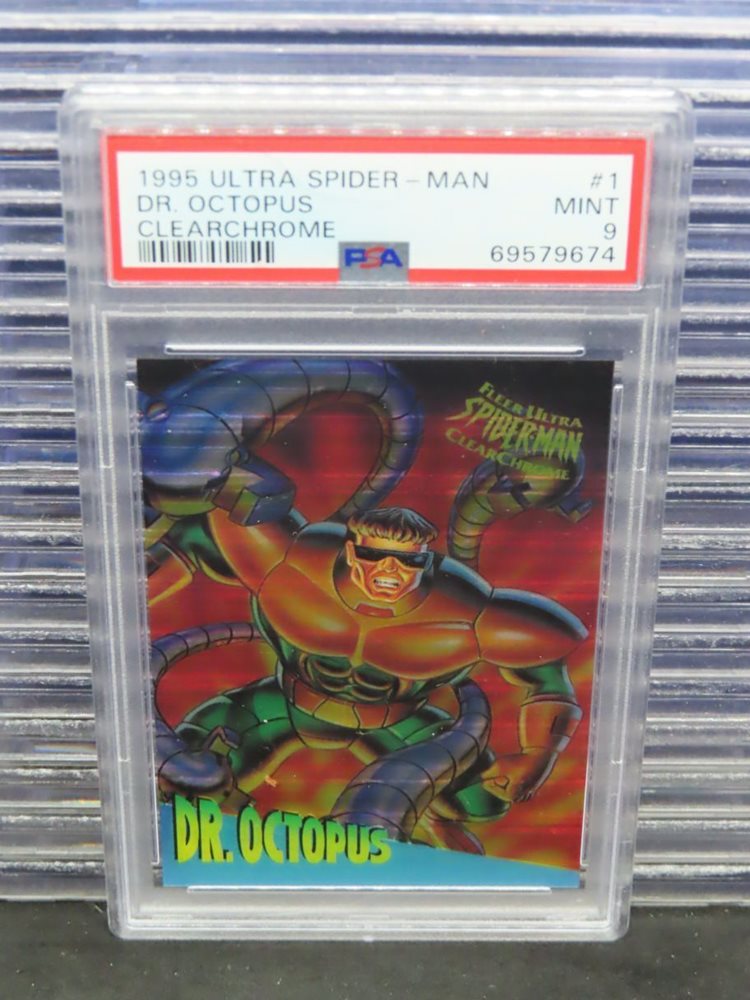 1995 ULTRA SPIDER-MAN #1
DR. OCTOPUS MINT
CLEARCHROME 9
PSA 69579674
FLEER ULTRA
SPIDER-MAN
CLEARCHROME
DR. OCTOPUS